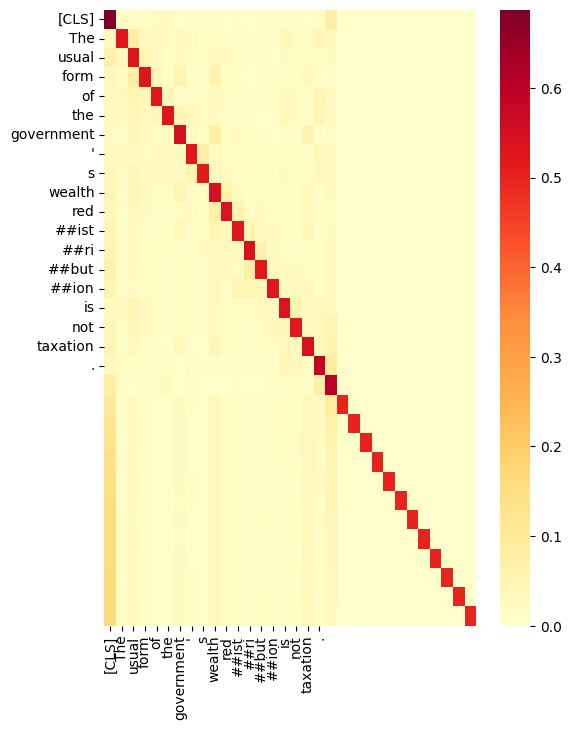 [CLS]
The
usual
form
of
the
government
'
s
wealth
red
##ist
##ri
##but
##ion
is
not
taxation
.
0.6
0.5
0.4
0.3
0.2
0.1
0.0
[CLS]
The
usual
form
of
the
government
'
s
wealth
red
##ist
##ri
##but
##ion
is
not
taxation
.